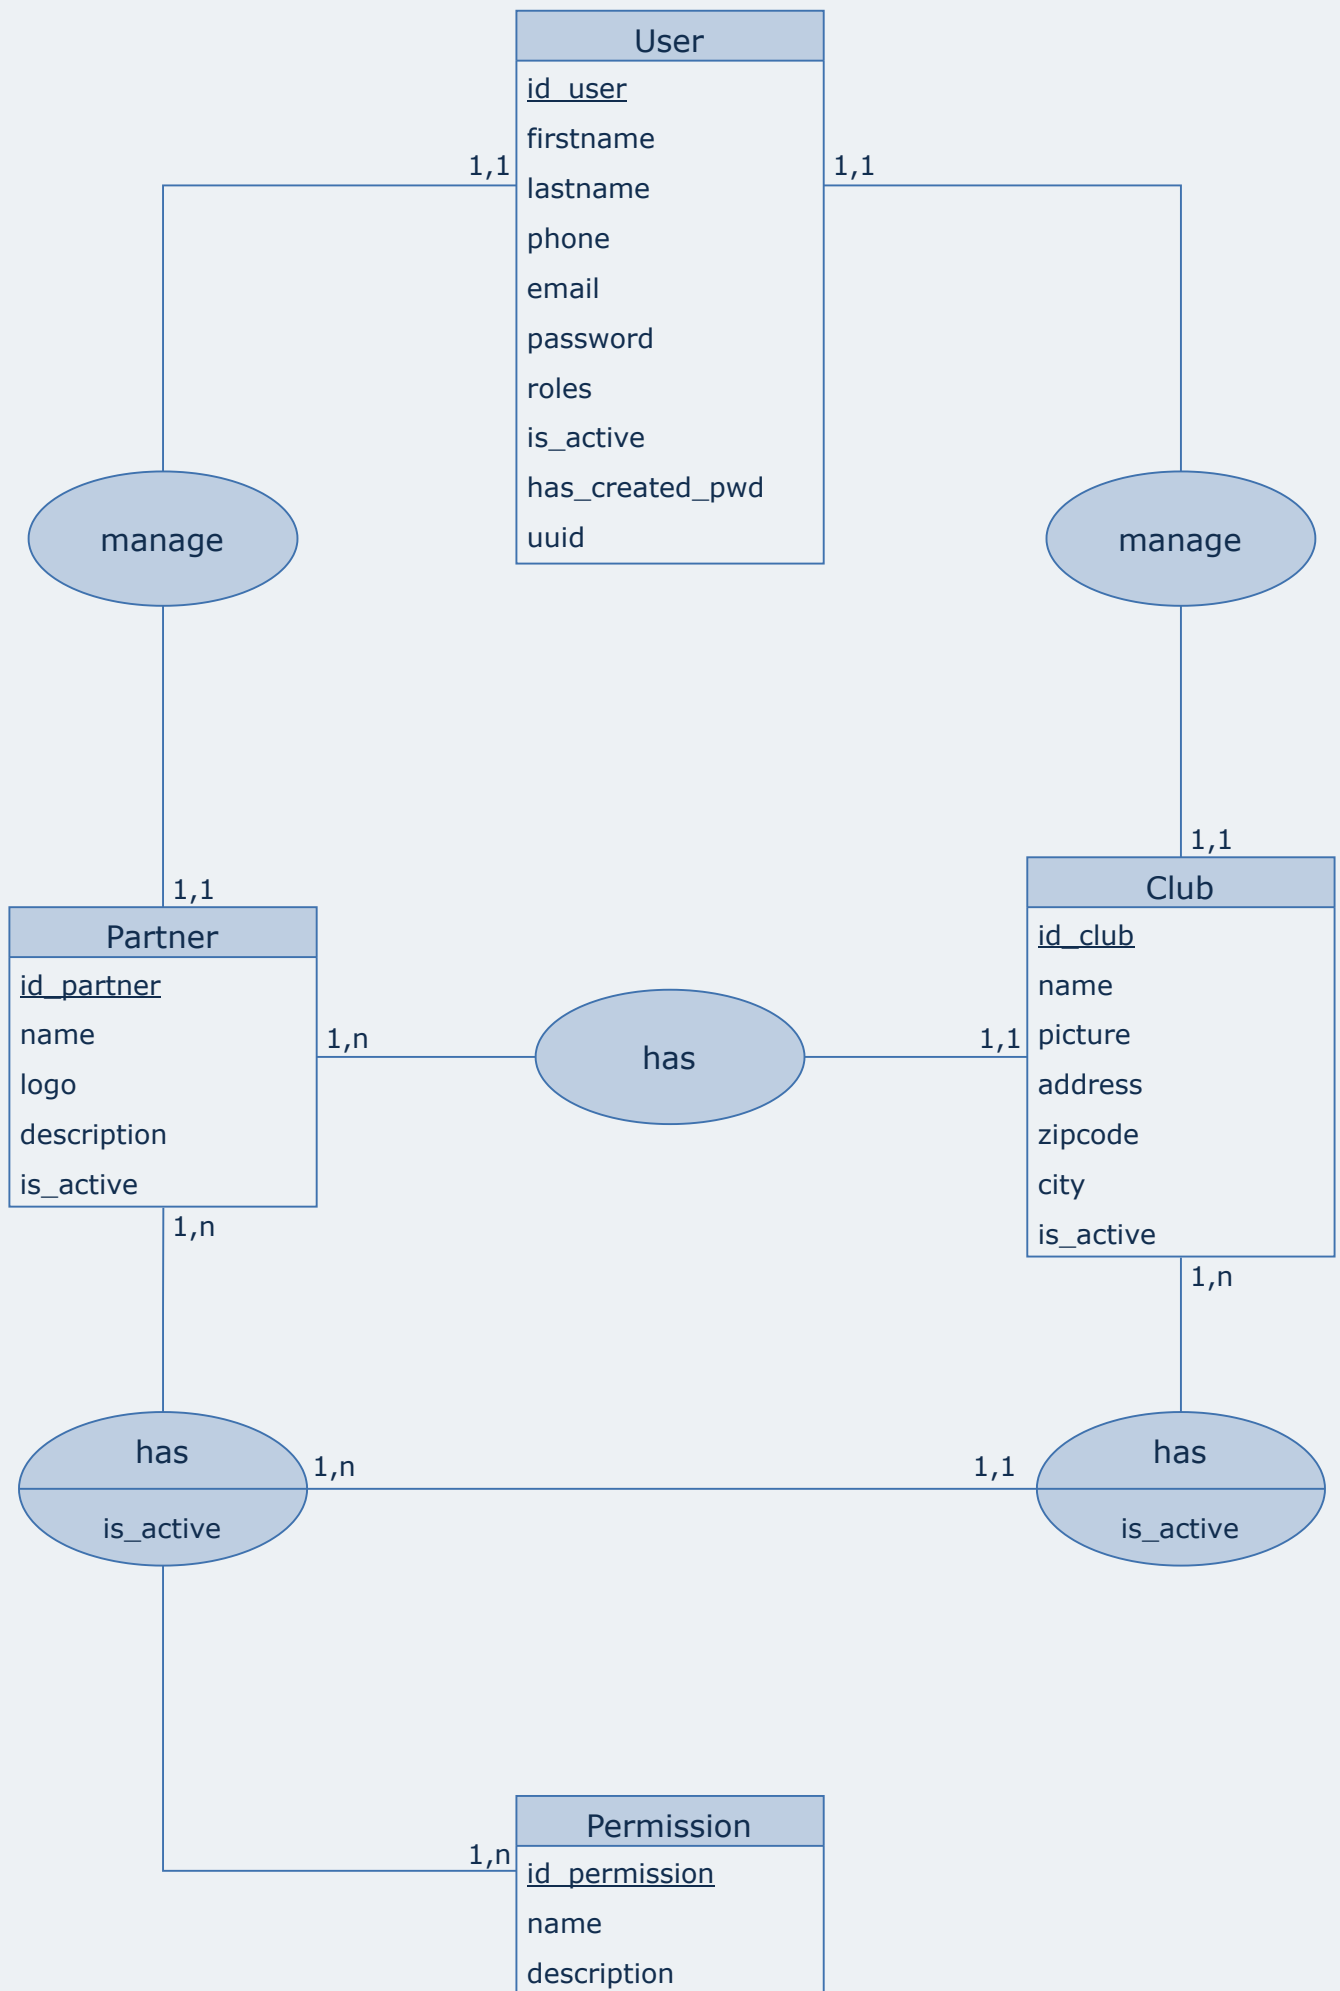 User
id_user
firstname
lastname
phone
email
password
roles
is_active
has_created_pwd
uuid
1,1
1,1
manage
manage
1,1
1,1
Partner
id_partner
name
logo
description
is_active
1,n
has
1,1
Club
id_club
name
picture
address
zipcode
city
is_active
1,n
1,n
has
is_active
1,n
1,1
has
is_active
1,n
Permission
id_permission
name
description